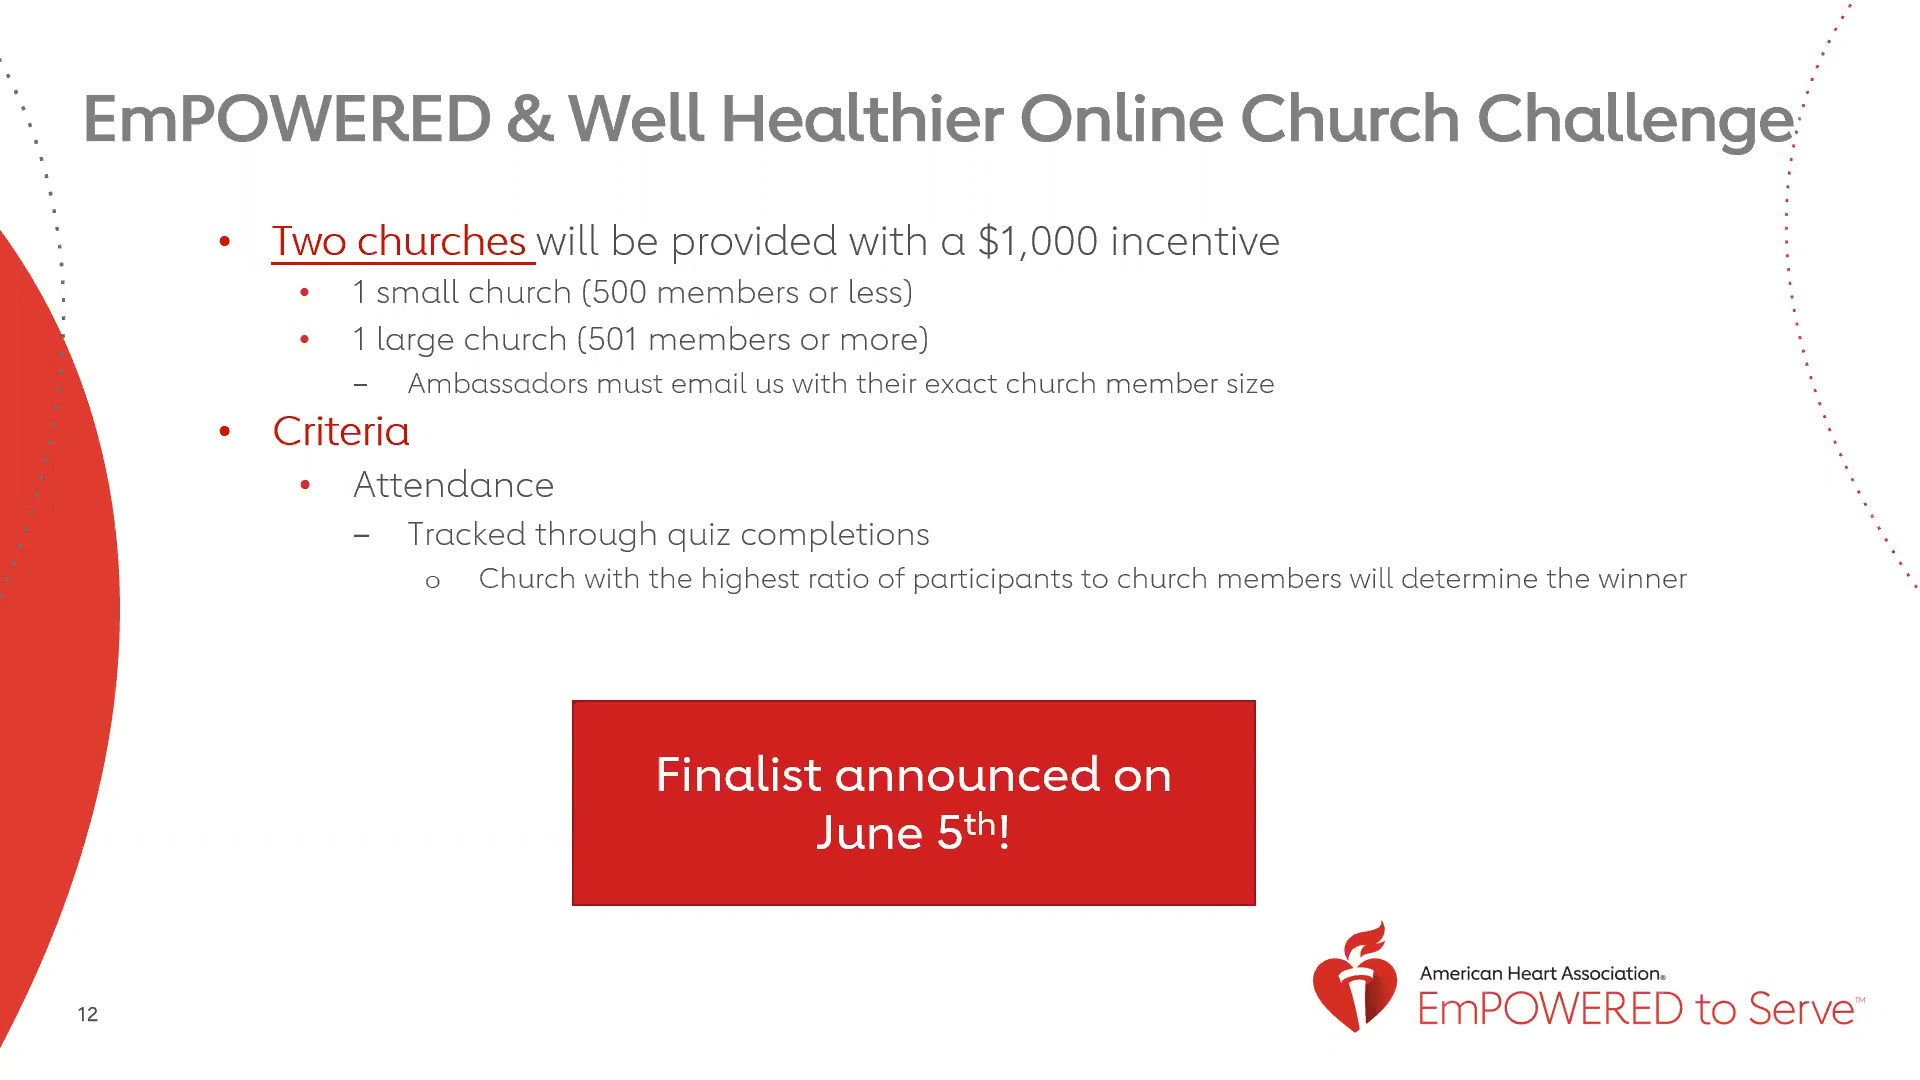 EmPOWERED & Well Healthier Online Church Challenge
• Two churches will be provided with a $1,000 incentive
• 1 small church (500 members or less)
• 1 large church (501 members or more)
– Ambassadors must email us with their exact church member size
• Criteria
• Attendance
– Tracked through quiz completions
o Church with the highest ratio of participants to church members will determine the winner
Finalist announced on
June 5th!
American Heart Association®
EmPOWERED to Serve™
12